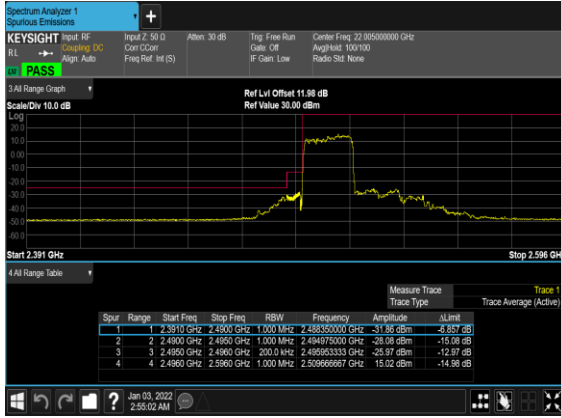 Spectrum Analyzer 1
Spurious Emissions
KEYSIGHT Input: RF Input Z: 50 Ω Atten: 30 dB Trig: Free Run Center Freq: 22.005000000 GHz
RL Coupling: DC Corr CCorr Gate: Off Avg|Hold: 100/100
Align: Auto Freq Ref: Int (S) IF Gain: Low Radio Std: None
PASS
3 All Range Graph
Ref Lvl Offset 11.98 dB
Scale/Div 10.0 dB Ref Value 30.00 dBm
Log
20.0
10.0
0.00
-10.0
-20.0
-30.0
-40.0
-50.0
-60.0
Start 2.391 GHz Stop 2.596 GH
4 All Range Table
Measure Trace Trace 1
Trace Type Trace Average (Active)
Spur Range Start Freq Stop Freq RBW Frequency Amplitude ΔLimit
1 1 2.3910 GHz 2.4900 GHz 1.000 MHz 2.488350000 GHz -31.86 dBm -6.857 dB
2 2 2.4900 GHz 2.4950 GHz 1.000 MHz 2.494975000 GHz -28.08 dBm -15.08 dB
3 3 2.4950 GHz 2.4960 GHz 200.0 kHz 2.495953333 GHz -25.97 dBm -12.97 dB
4 4 2.4960 GHz 2.5960 GHz 1.000 MHz 2.509666667 GHz 15.02 dBm -14.98 dB
Jan 03, 2022
2:55:02 AM